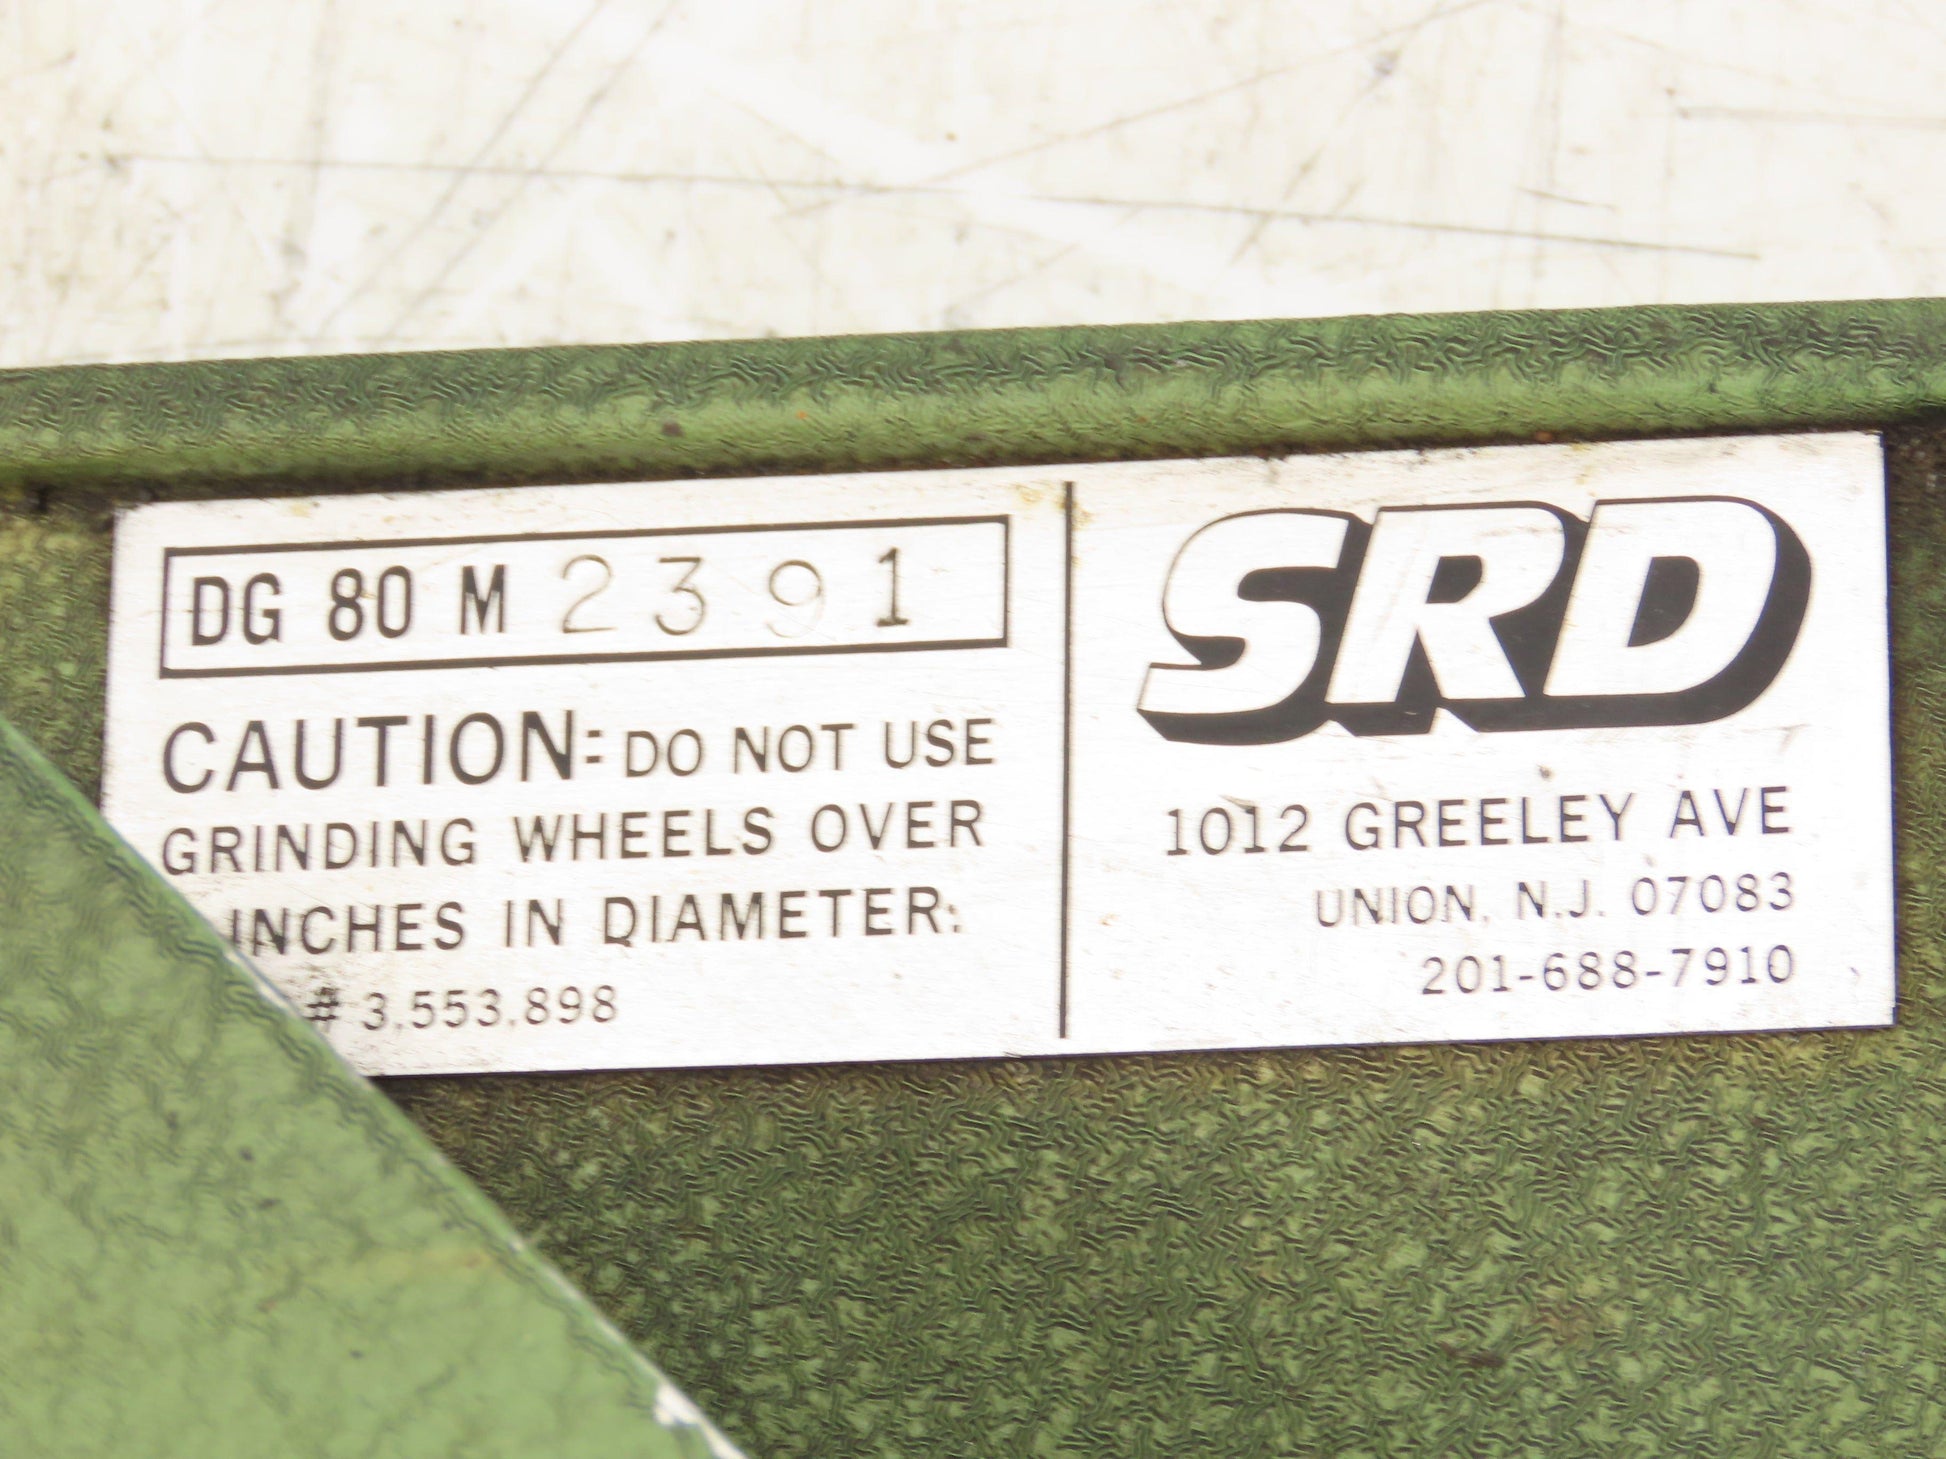 DG 80 M 2391
CAUTION: DO NOT USE
GRINDING WHEELS OVER
INCHES IN DIAMETER.
# 3,553,898
SRD
1012 GREELEY AVE
UNION, N.J. 07083
201-688-7910